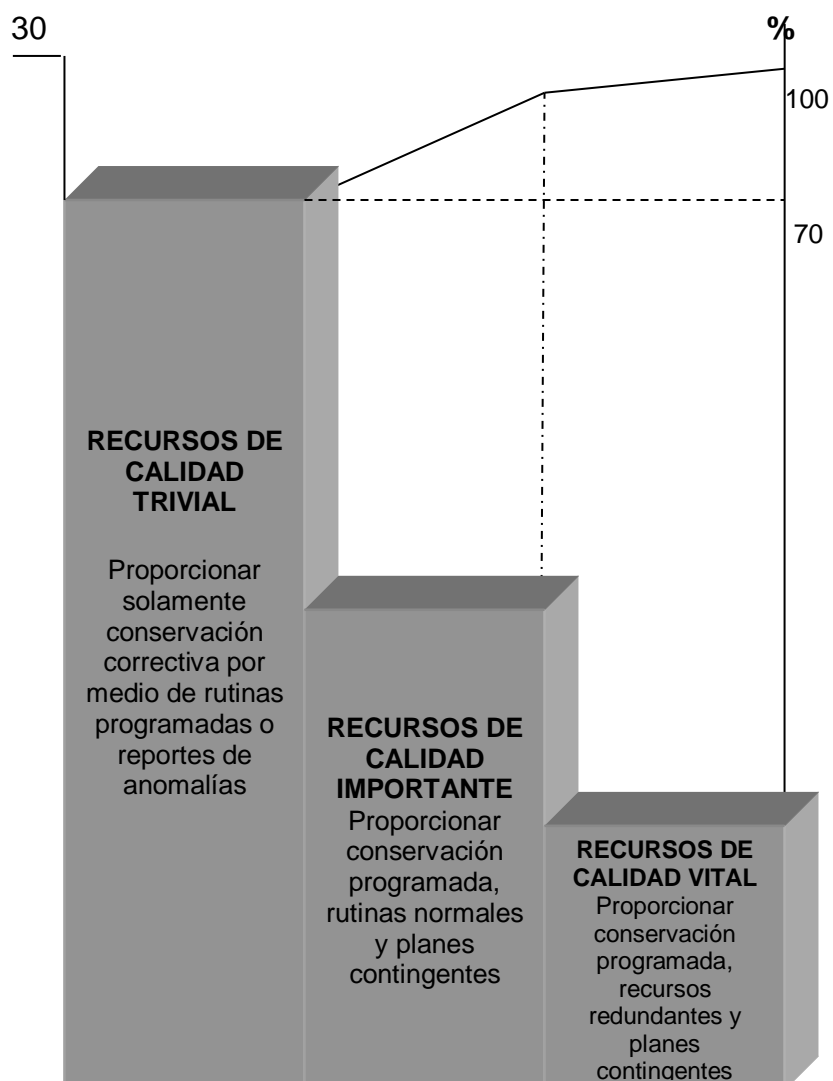 30
%
100
70
RECURSOS DE
CALIDAD
TRIVIAL
Proporcionar
solamente
conservación
correctiva por
medio de rutinas
programadas o
reportes de
anomalías
RECURSOS DE
CALIDAD
IMPORTANTE
Proporcionar
conservación
programada,
rutinas normales
y planes
contingentes
RECURSOS DE
CALIDAD VITAL
Proporcionar
conservación
programada,
recursos
redundantes y
planes
contingentes